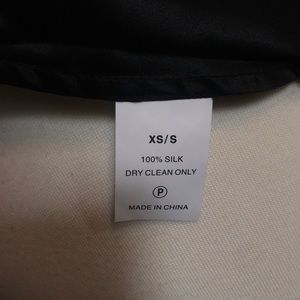 XS/S
100% SILK
DRY CLEAN ONLY
P
MADE IN CHINA